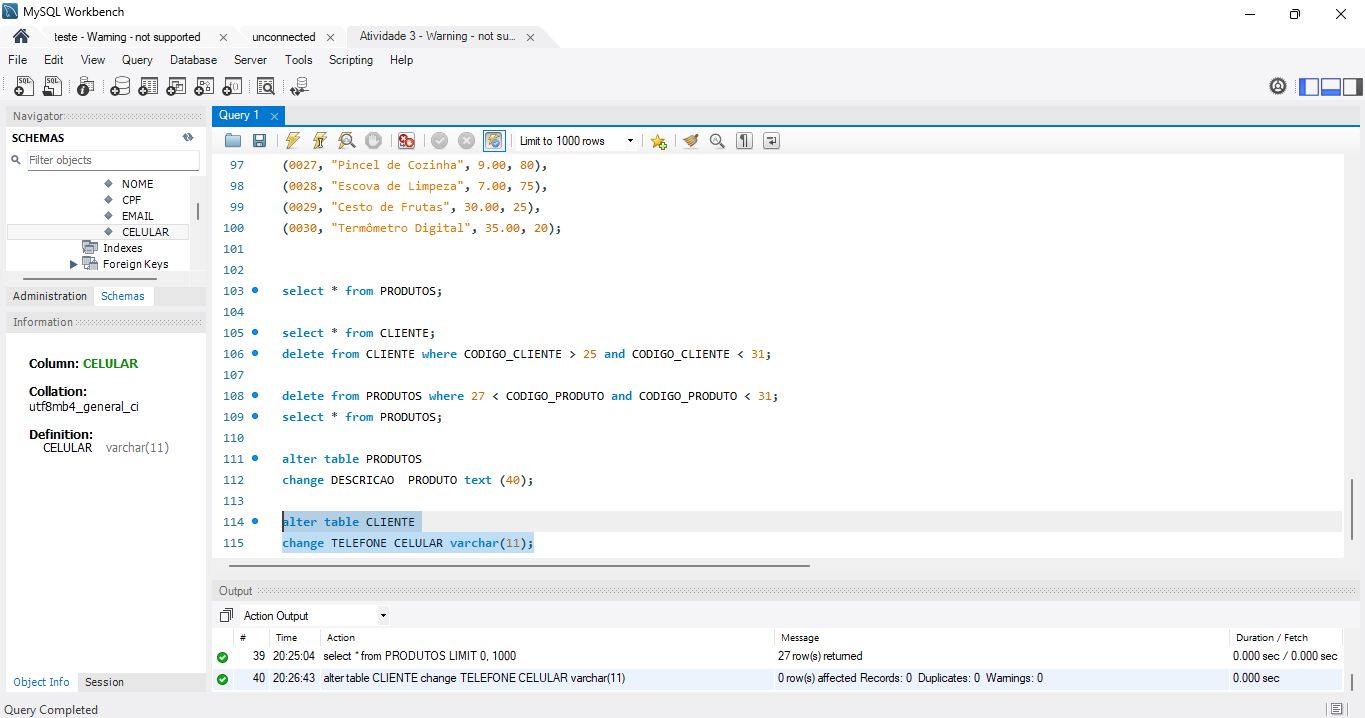 MySQL Workbench
teste - Warning - not supported
unconnected
Atividade 3 - Warning - not su...
File Edit View Query Database Server Tools Scripting Help
Navigator
SCHEMAS
Filter objects
NOME
CPF
EMAIL
CELULAR
Indexes
Foreign Keys
Administration Schemas
Information
Column: CELULAR
Collation:
utf8mb4_general_ci
Definition:
CELULAR varchar(11)
Object Info Session
Query 1
Limit to 1000 rows
97 (0027, "Pincel de Cozinha", 9.00, 80),
98 (0028, "Escova de Limpeza", 7.00, 75),
99 (0029, "Cesto de Frutas", 30.00, 25),
100 (0030, "Termômetro Digital", 35.00, 20);
101
102
103 select * from PRODUTOS;
104
105 select * from CLIENTE;
106 delete from CLIENTE where CODIGO_CLIENTE > 25 and CODIGO_CLIENTE < 31;
107
108 delete from PRODUTOS where 27 < CODIGO_PRODUTO and CODIGO_PRODUTO < 31;
109 select * from PRODUTOS;
110
111 alter table PRODUTOS
112 change DESCRICAO  PRODUTO text (40);
113
114 alter table CLIENTE
115 change TELEFONE CELULAR varchar(11);
Output
Action Output
# Time Action Message Duration / Fetch
39 20:25:04 select * from PRODUTOS LIMIT 0, 1000 27 row(s) returned 0.000 sec / 0.000 sec
40 20:26:43 alter table CLIENTE change TELEFONE CELULAR varchar(11) 0 row(s) affected Records: 0  Duplicates: 0  Warnings: 0 0.000 sec
Query Completed